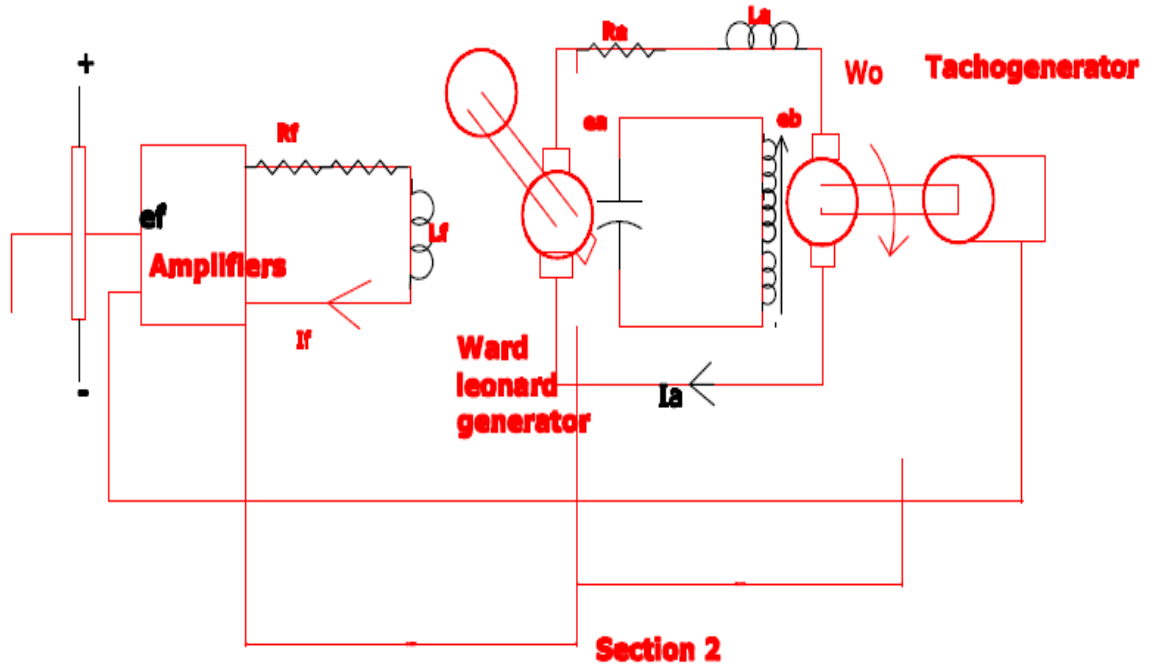 +
Rf
ef
Amplifiers
Lf
If
-
Ra
La
ea
eb
Wo
Tachogenerator
Ward
leonard
generator
Ia
Section 2